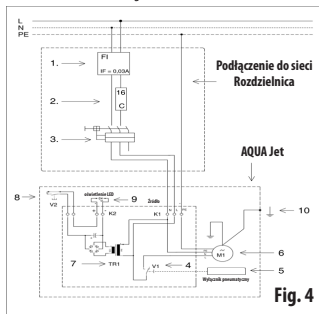 L
N
PE
FI
IF = 0,03A
1.
16
C
2.
3.
Podłączenie do sieci
Rozdzielnica
AQUA Jet
8
V2
oświetlenie LED
9
Źródło
K2
K1
10
M1
6
7
TR1
V1
4
5
Wyłącznik pneumatyczny
Fig. 4